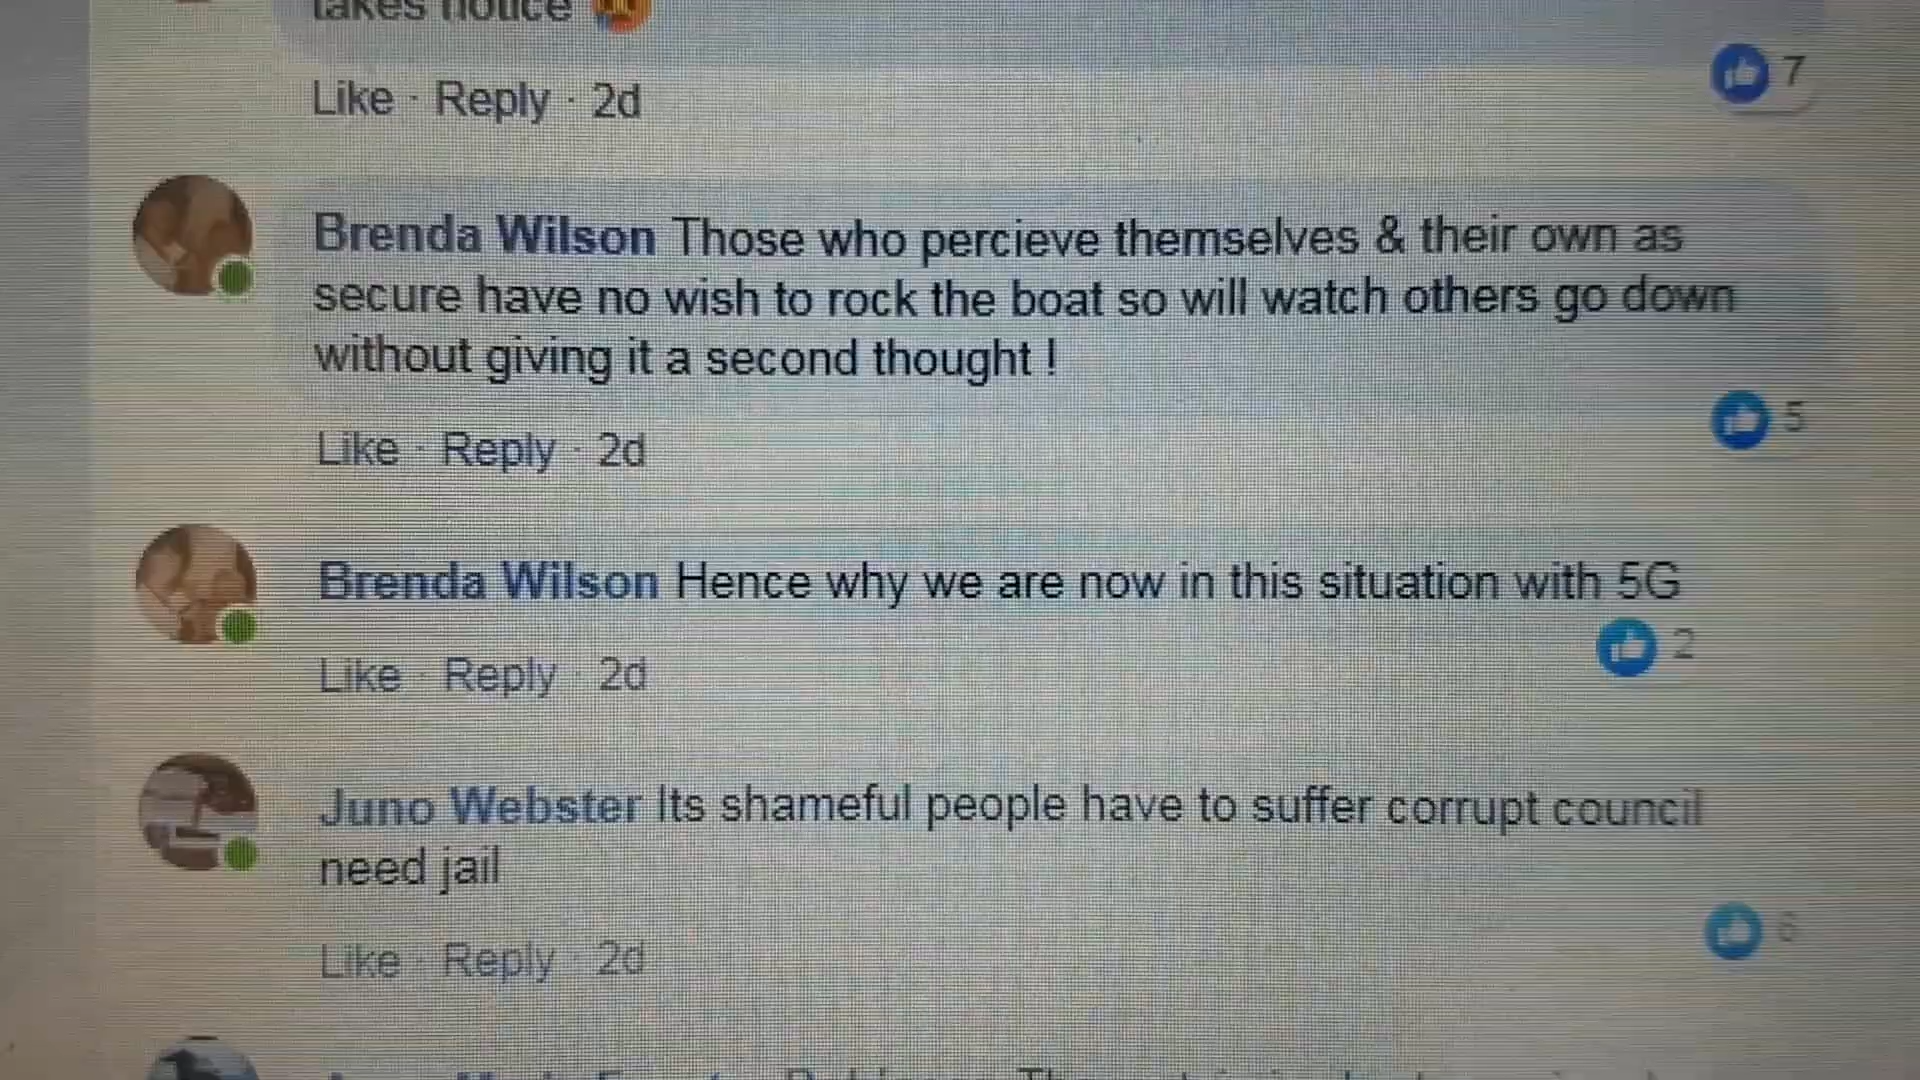 takes notice
Like · Reply · 2d
7
Brenda Wilson Those who percieve themselves & their own as
secure have no wish to rock the boat so will watch others go down
without giving it a second thought !
5
Like · Reply · 2d
Brenda Wilson Hence why we are now in this situation with 5G
2
Like · Reply · 2d
Juno Webster Its shameful people have to suffer corrupt council
need jail
6
Like · Reply · 2d